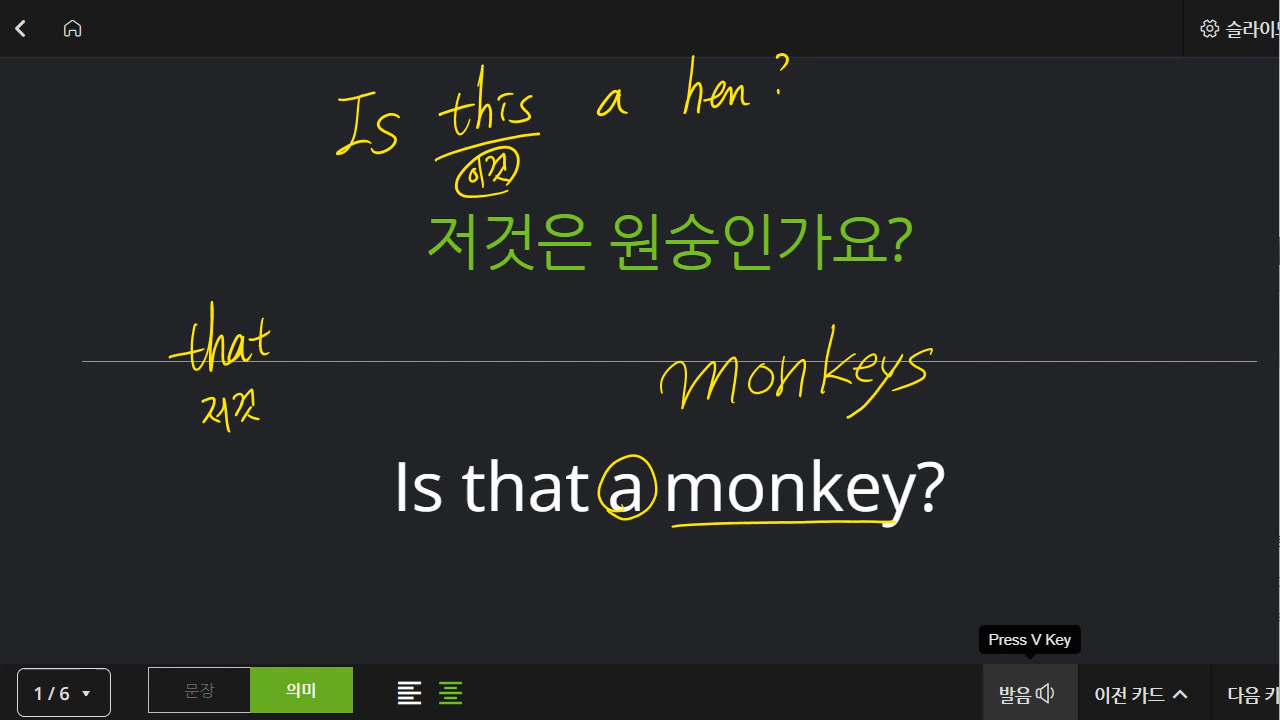 슬라이드
Is this a hen?
이것
저것은 원숭인가요?
that
저것
monkeys
Is that a monkey?
Press V Key
1 / 6
문장
의미
발음
이전 카드
다음 카